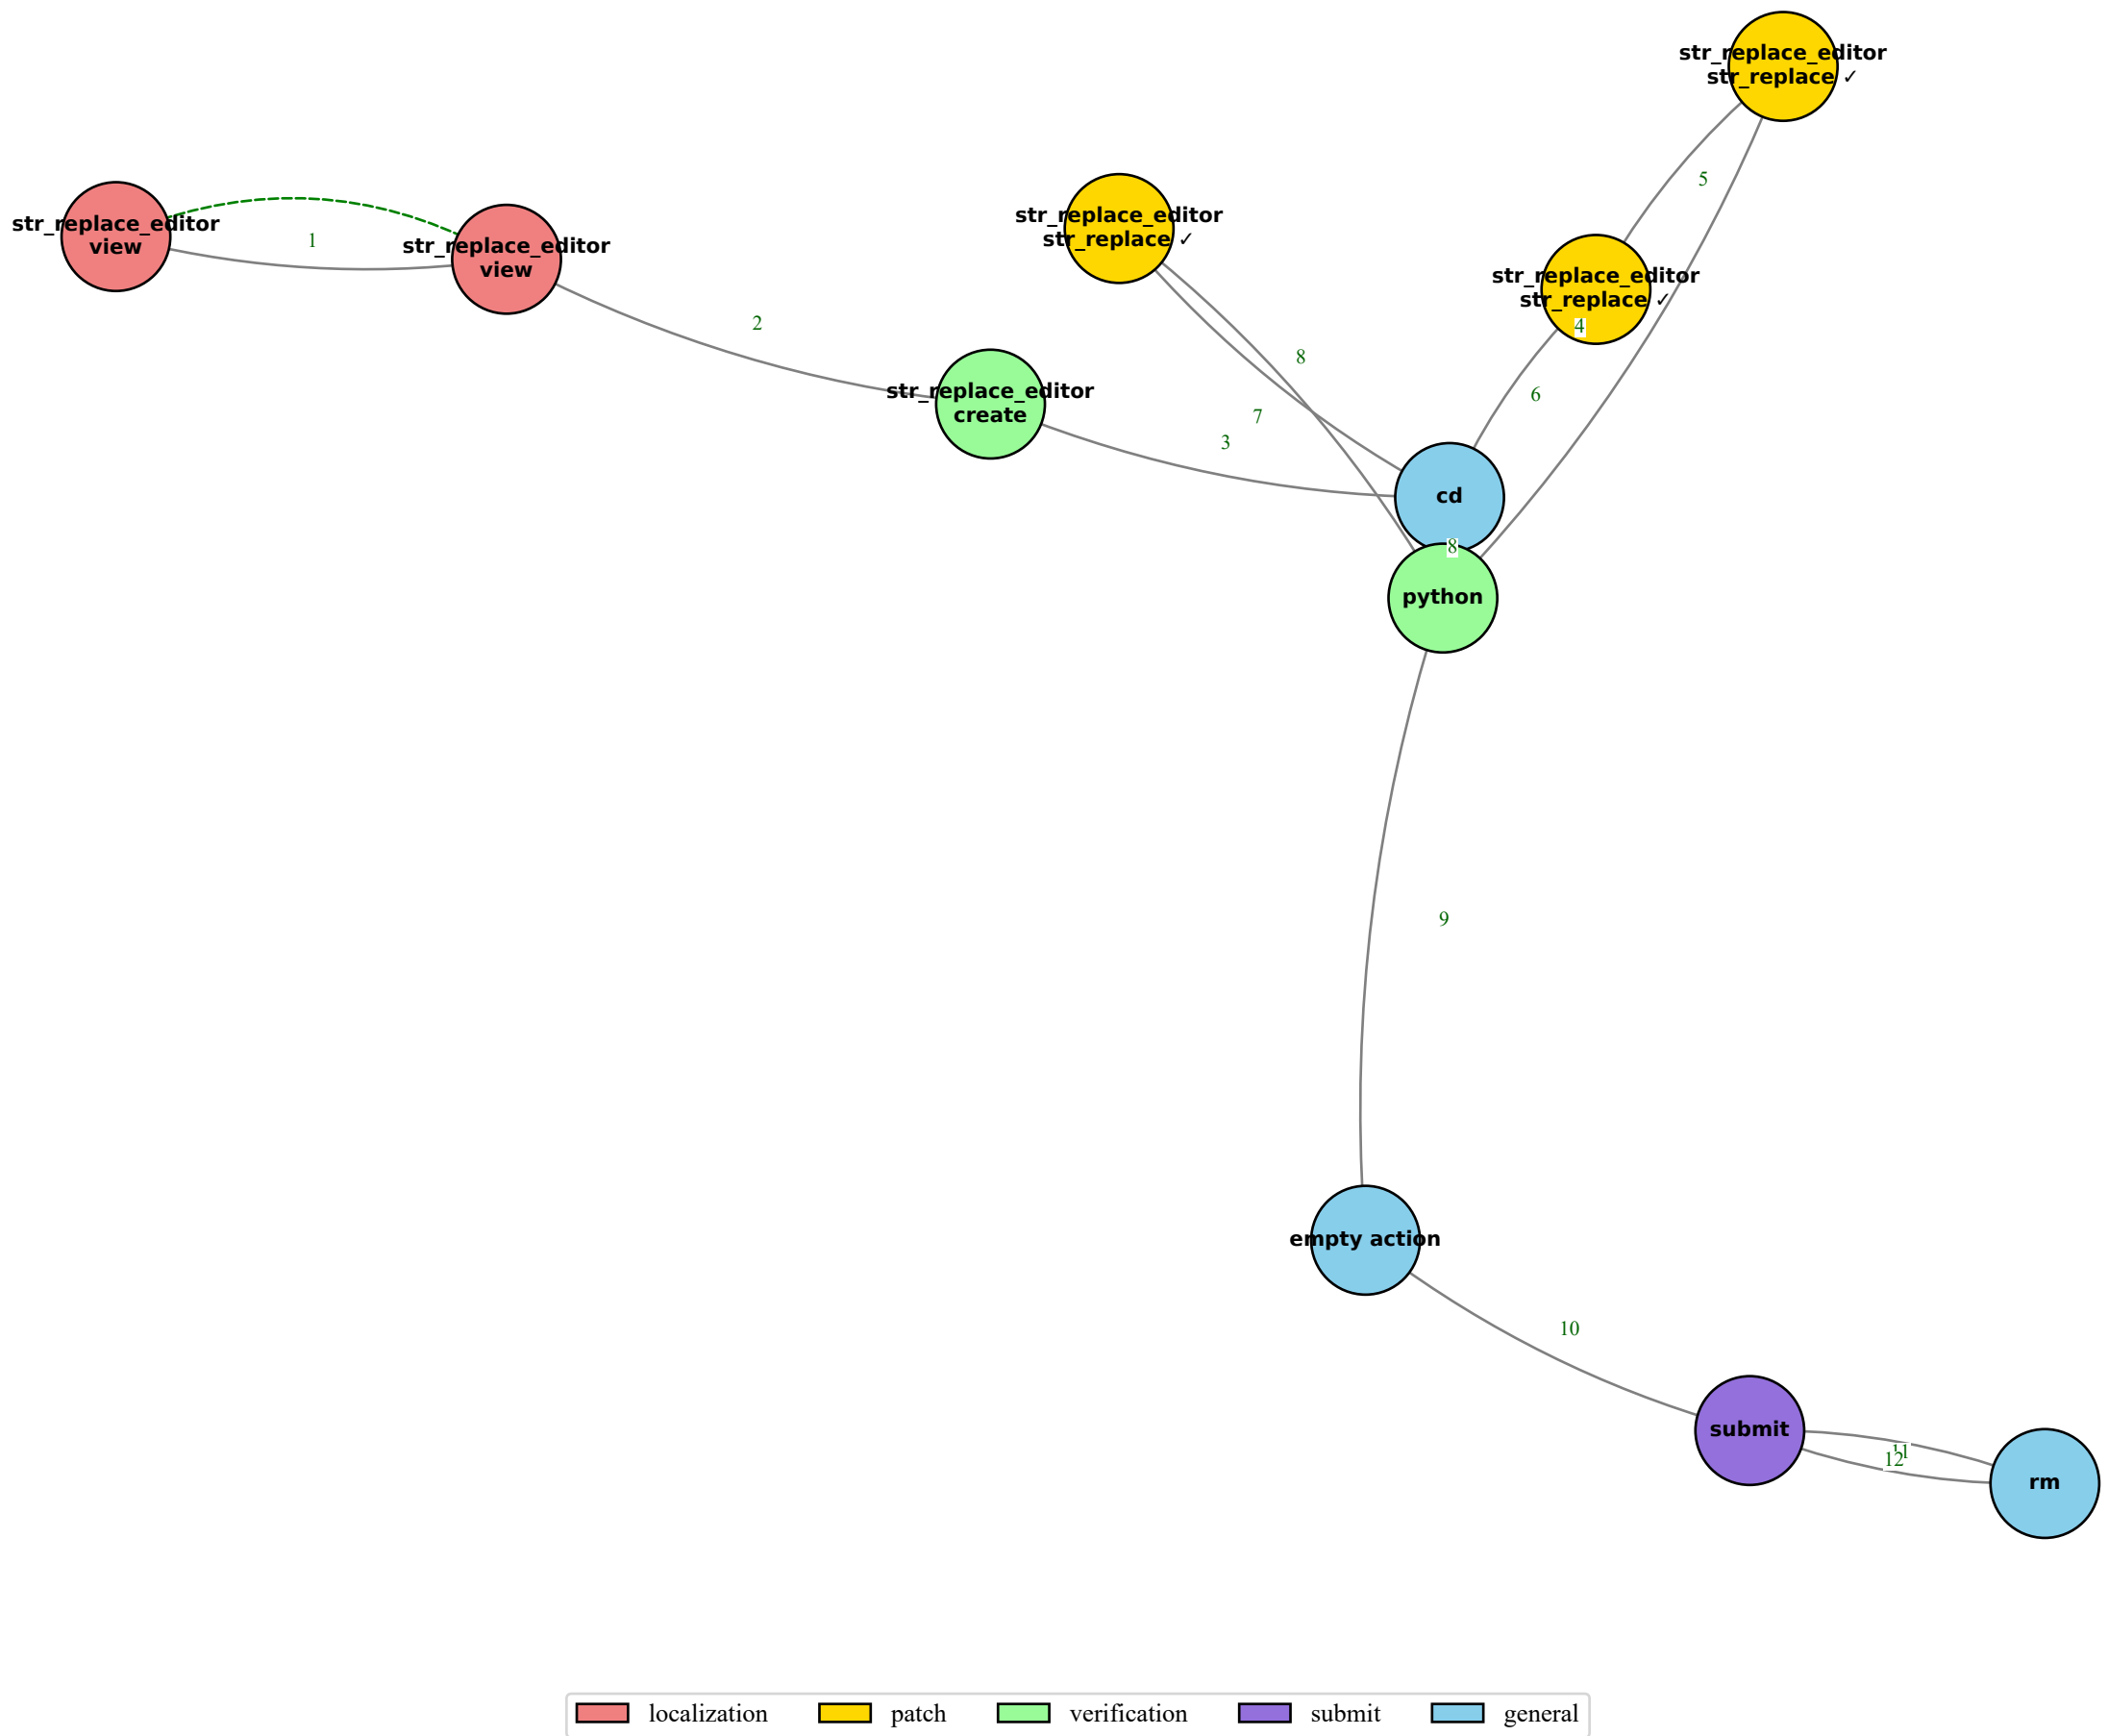 str_replace_editor
str_replace ✓
5
str_replace_editor
view
1
str_replace_editor
view
str_replace_editor
str_replace ✓
str_replace_editor
str_replace ✓
4
2
8
str_replace_editor
create
6
7
3
cd
8
python
9
empty action
10
submit
11
12
rm
localization
patch
verification
submit
general